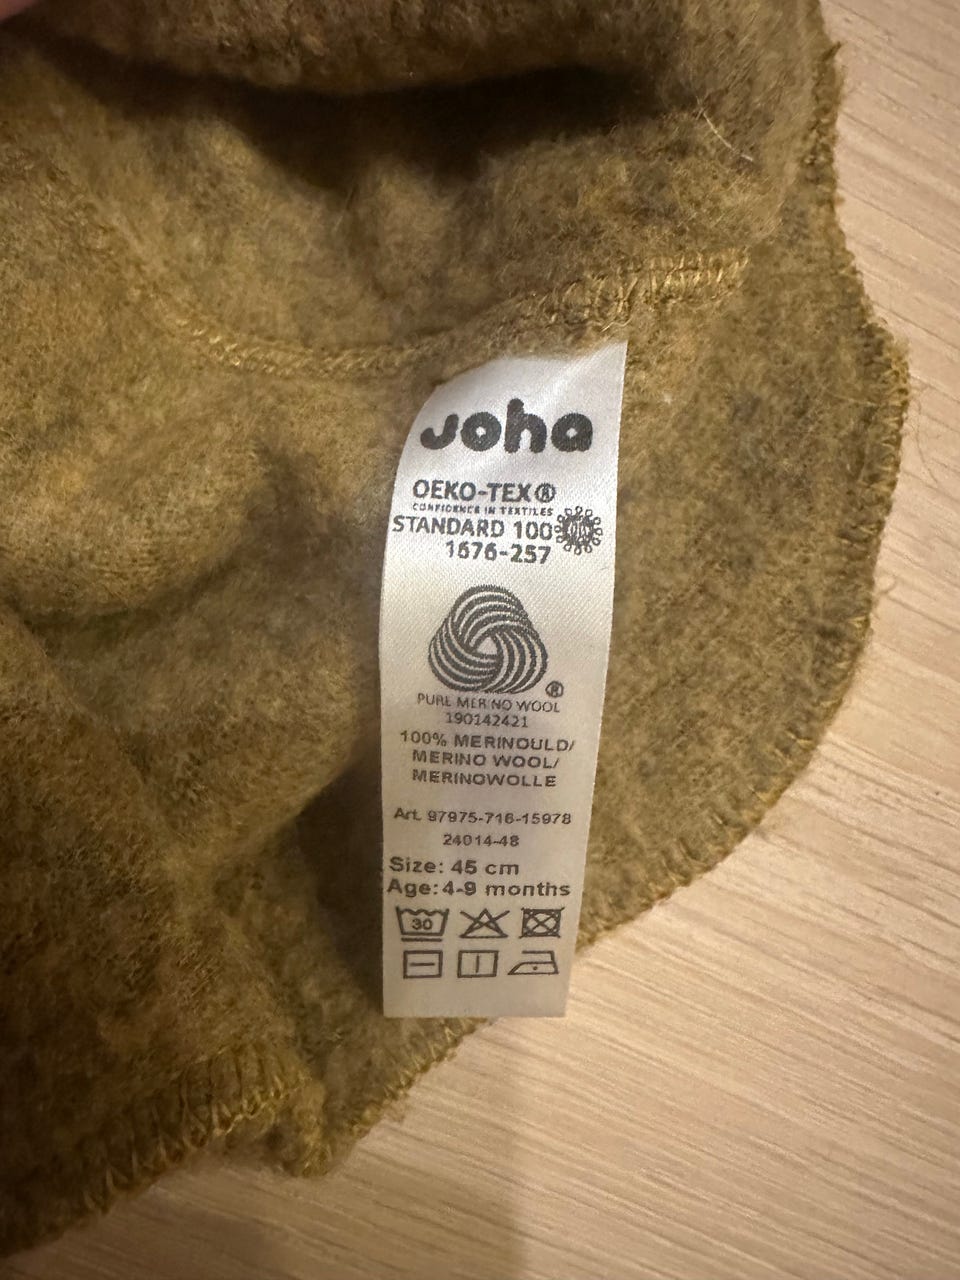 Joha
OEKO-TEX®
CONFIDENCE IN TEXTILES
STANDARD 100
1676-257
®
PURE MERINO WOOL
190142421
100% MERINOULD/
MERINO WOOL/
MERINOWOLLE
Art. 97975-716-15978
24014-48
Size: 45 cm
Age: 4-9 months
30